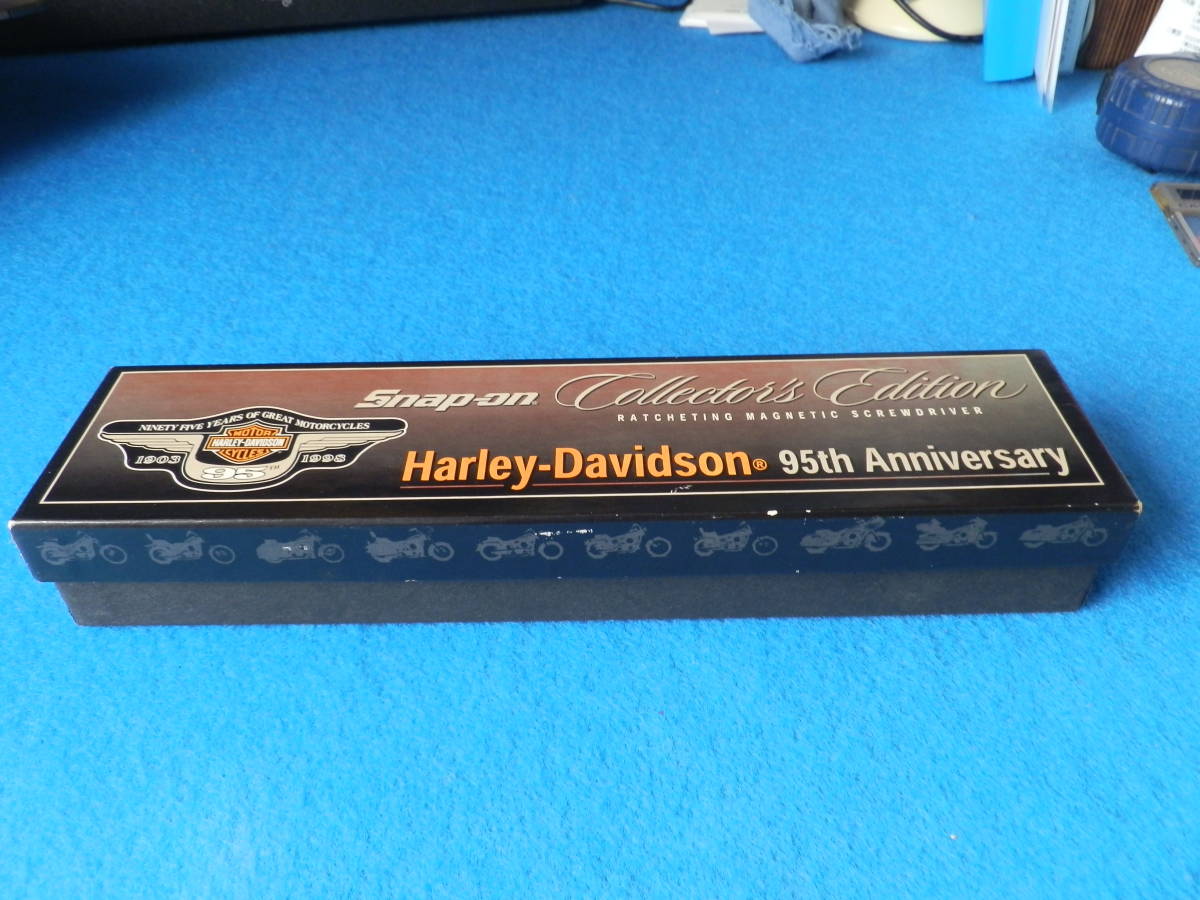 Snap-on Collector's Edition
RATCHETING MAGNETIC SCREWDRIVER
NINETY FIVE YEARS OF GREAT MOTORCYCLES
MOTOR
HARLEY-DAVIDSON
CYCLES
1903 1998
95TH
Harley-Davidson® 95th Anniversary